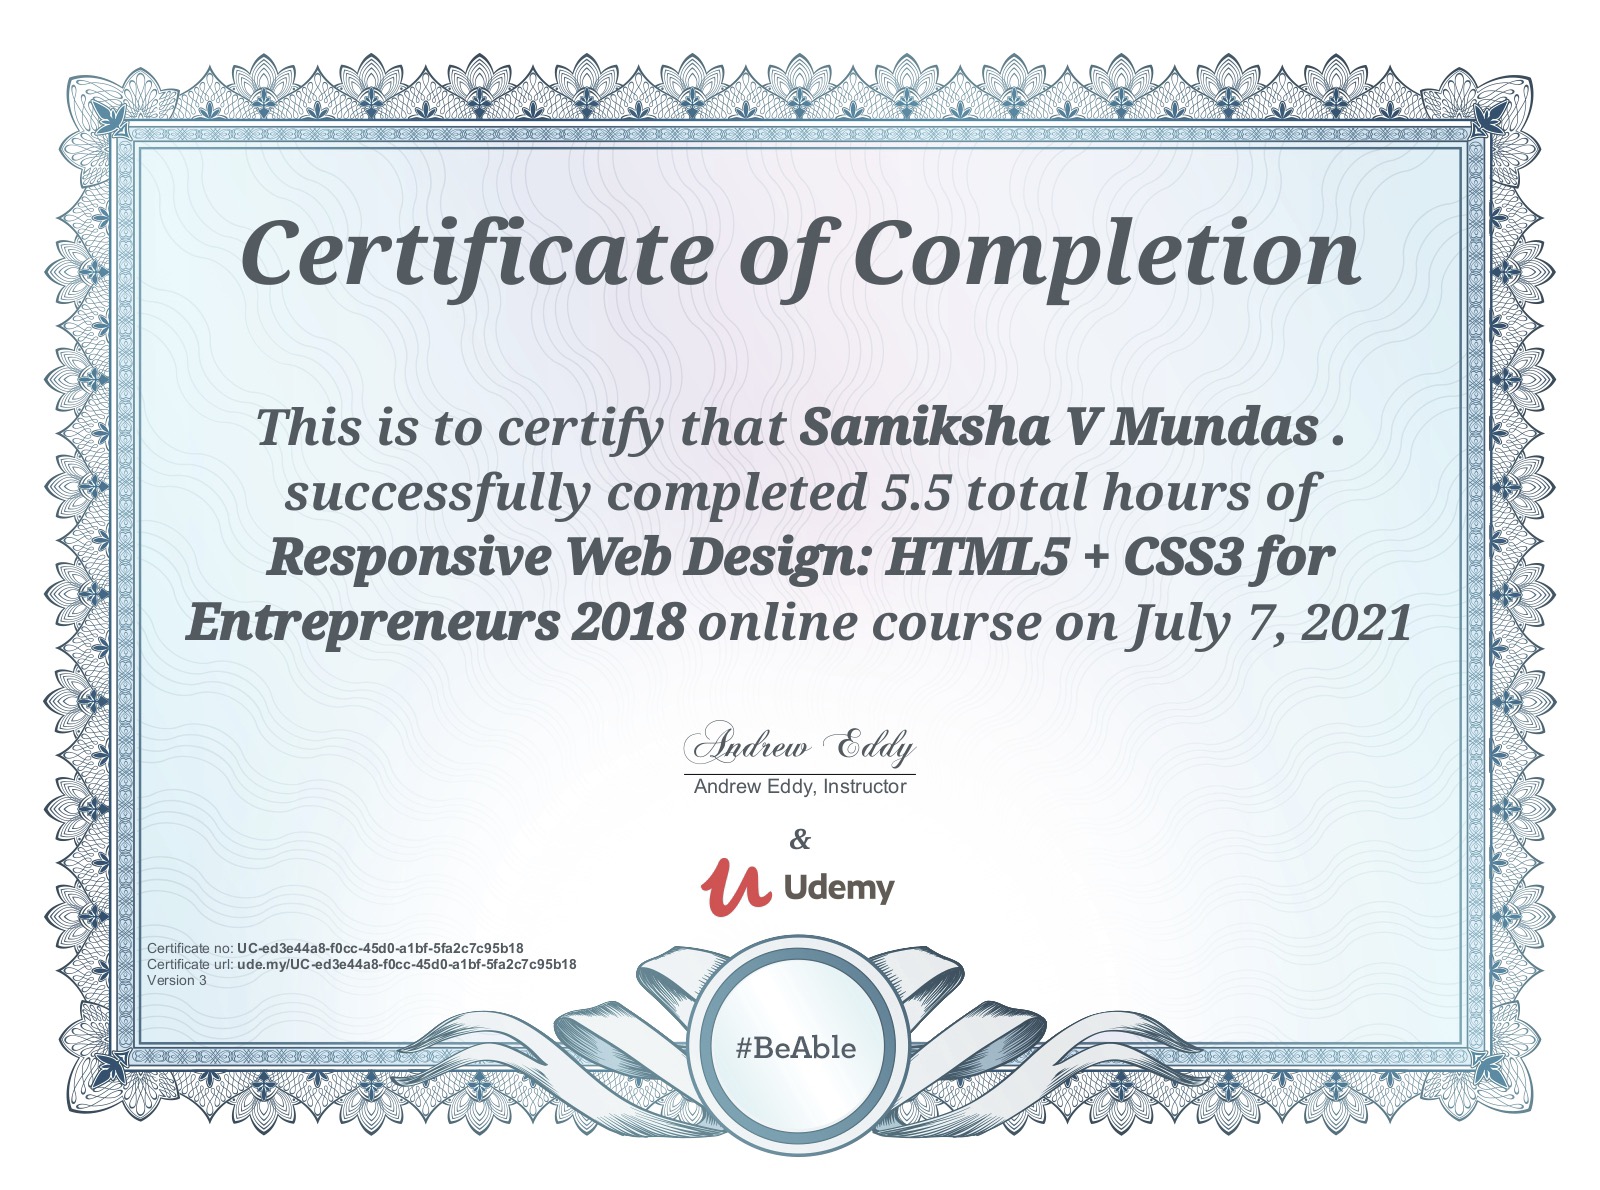 Certificate of Completion
This is to certify that Samiksha V Mundas .
successfully completed 5.5 total hours of
Responsive Web Design: HTML5 + CSS3 for
Entrepreneurs 2018 online course on July 7, 2021
Andrew Eddy
Andrew Eddy, Instructor
&
Udemy
Certificate no: UC-ed3e44a8-f0cc-45d0-a1bf-5fa2c7c95b18
Certificate url: ude.my/UC-ed3e44a8-f0cc-45d0-a1bf-5fa2c7c95b18
Version 3
#BeAble